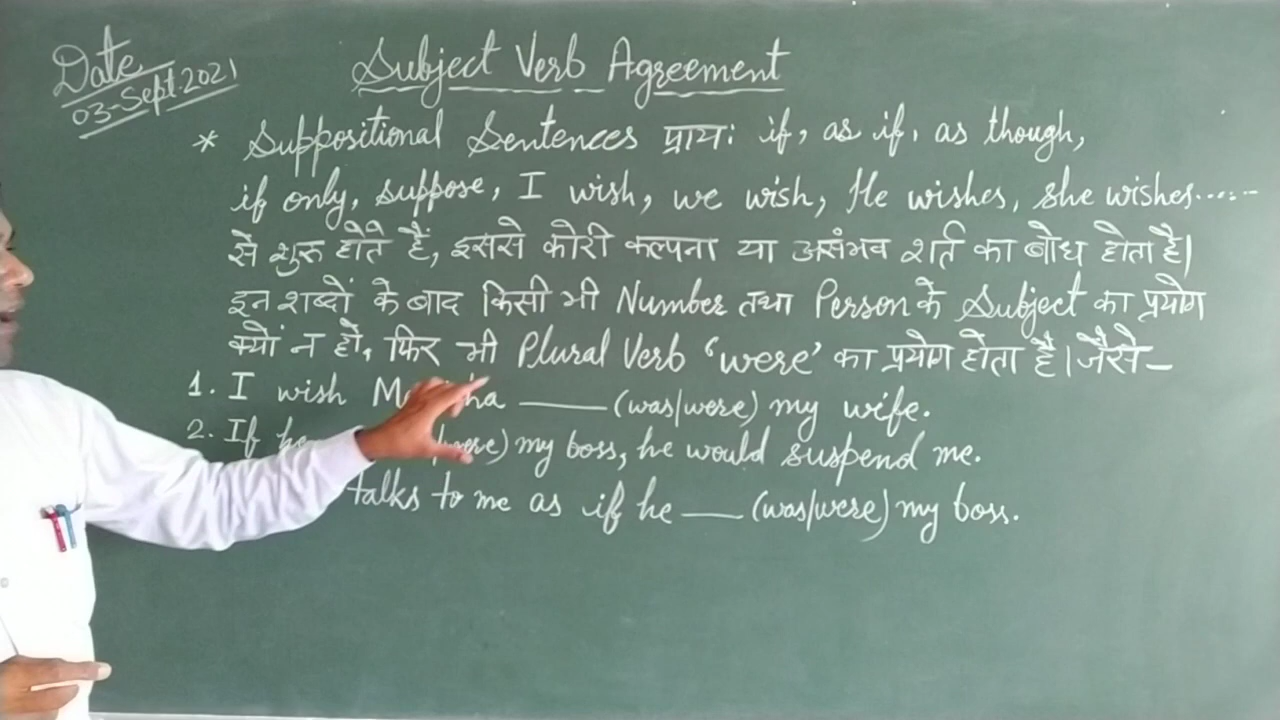 Date
03-Sept.2021
Subject Verb Agreement
* Suppositional Sentences प्राय: if, as if, as though,
if only, suppose, I wish, we wish, He wishes, she wishes......-
से शुरू होते हैं, इससे कोरी कल्पना या असंभव शर्त का बोध होता है।
इन शब्दों के बाद किसी भी Number तथा Person के Subject का प्रयोग
क्यों न हो, फिर भी Plural Verb ‘were’ का प्रयोग होता है। जैसे—
1. I wish ____ (was/were) my wife.
2. If he were) my boss, he would suspend me.
talks to me as if he ____ (was/were) my boss.